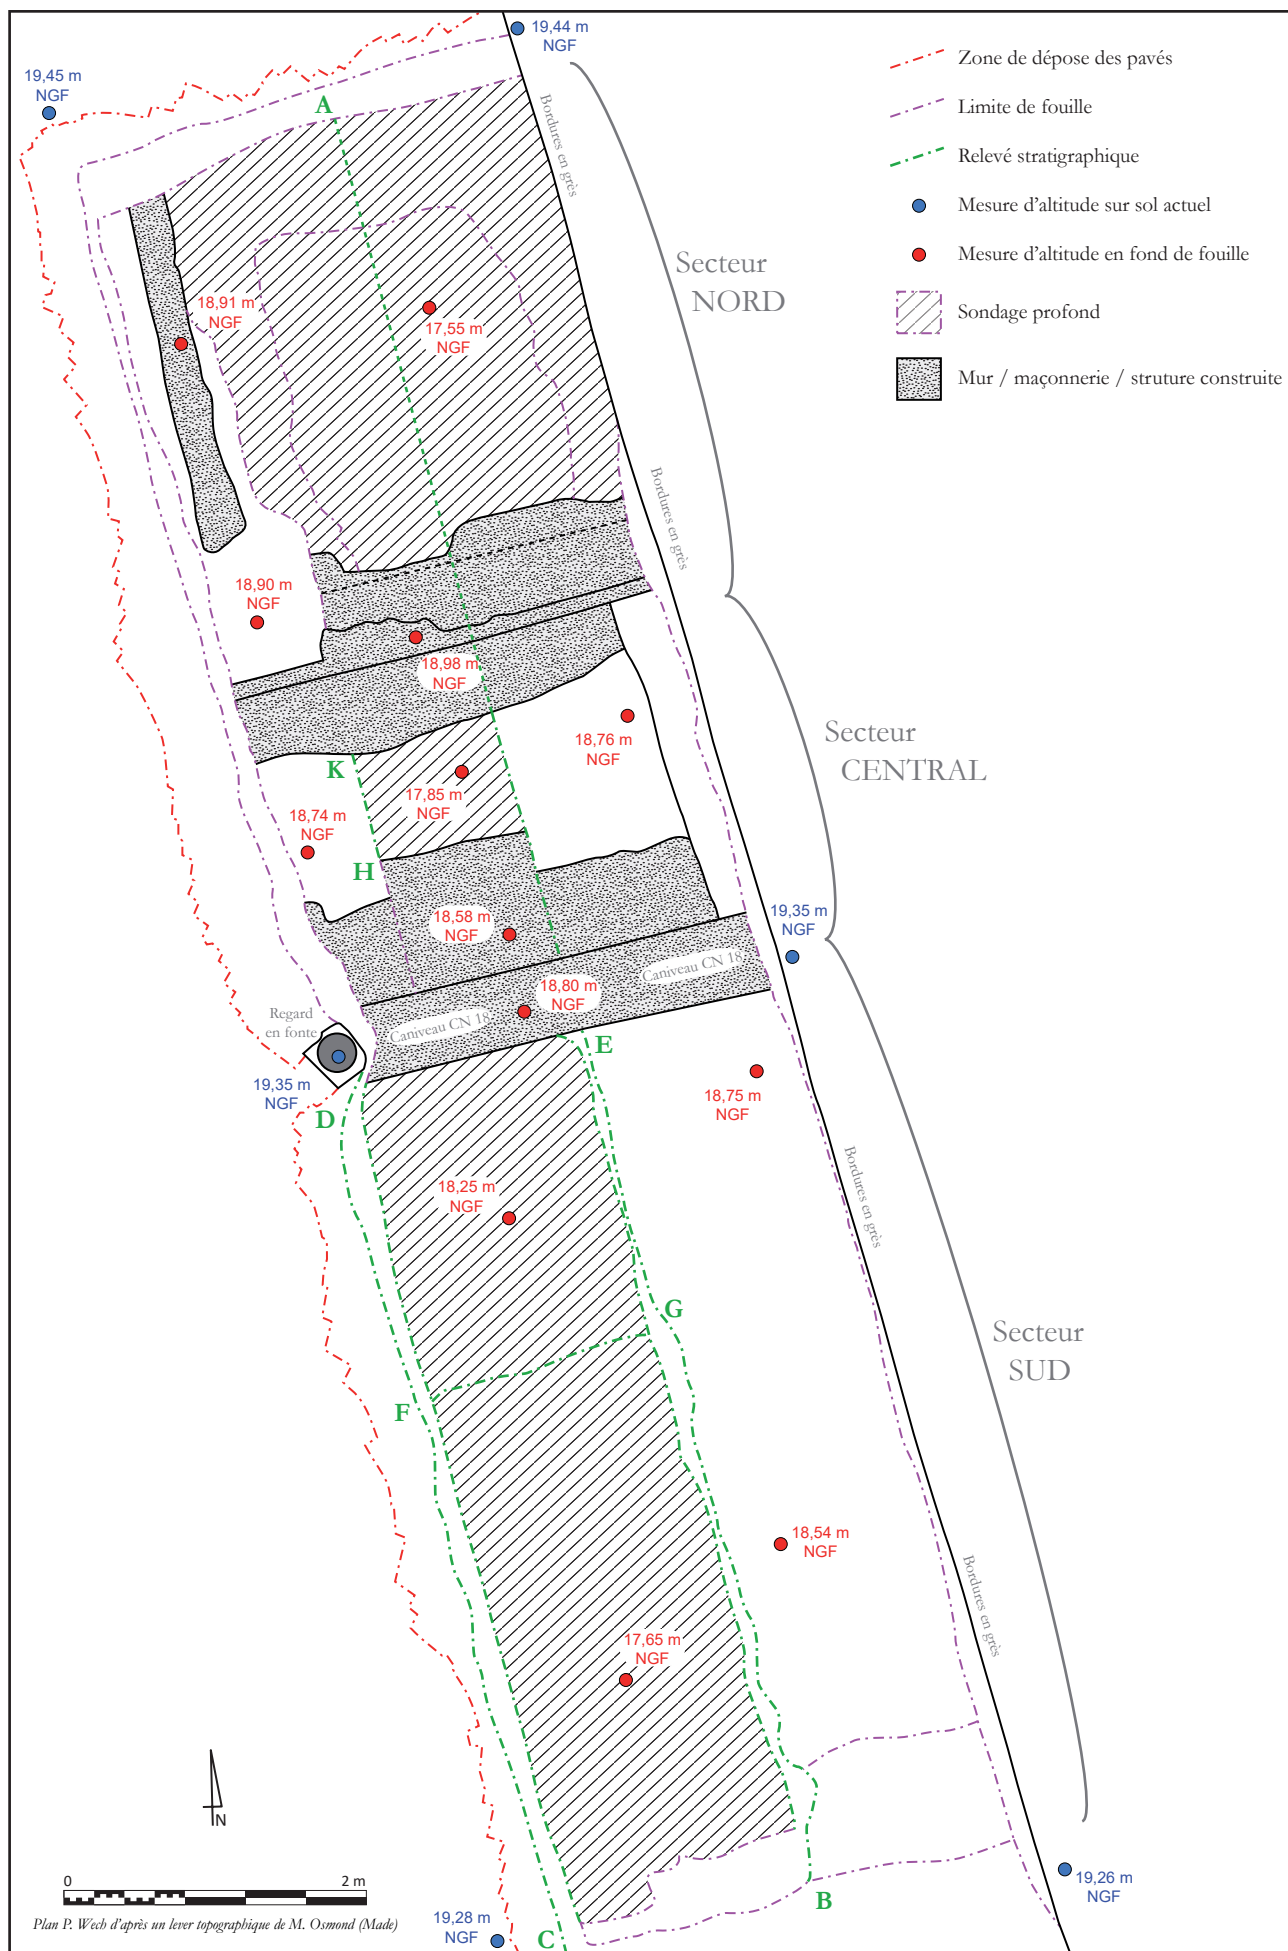 19,44 m
NGF
19,45 m
NGF
A
Bordures en grès
Zone de dépose des pavés
Limite de fouille
Relevé stratigraphique
Mesure d'altitude sur sol actuel
Mesure d'altitude en fond de fouille
Sondage profond
Mur / maçonnerie / struture construite
Secteur
NORD
18,91 m
NGF
17,55 m
NGF
Bordures en grès
18,90 m
NGF
18,98 m
NGF
18,76 m
NGF
Secteur
CENTRAL
K
17,85 m
NGF
18,74 m
NGF
H
18,58 m
NGF
19,35 m
NGF
Caniveau CN 18
18,80 m
NGF
Caniveau CN 18
Regard
en fonte
E
19,35 m
NGF
D
18,75 m
NGF
Bordures en grès
18,25 m
NGF
G
Secteur
SUD
F
18,54 m
NGF
Bordures en grès
17,65 m
NGF
N
0 2 m
Plan P. Wech d'après un lever topographique de M. Osmond (Made)
19,26 m
NGF
B
19,28 m
NGF
C